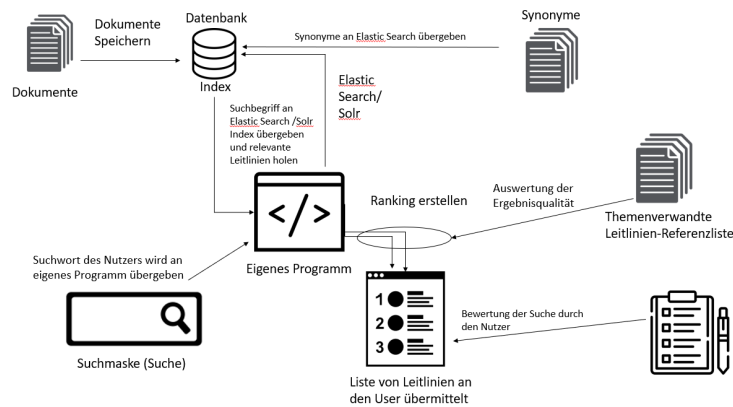 Dokumente
Speichern
Datenbank
Synonyme
Synonyme an Elastic Search übergeben
Dokumente
Index
Elastic
Search/
Solr
Suchbegriff an
Elastic Search /Solr
Index übergeben
und relevante
Leitlinien holen
</>
Ranking erstellen
Auswertung der
Ergebnisqualität
Themenverwandte
Leitlinien-Referenzliste
Suchwort des Nutzers wird an
eigenes Programm übergeben
Eigenes Programm
1
2
3
Bewertung der Suche durch
den Nutzer
Suchmaske (Suche)
Liste von Leitlinien an
den User übermittelt